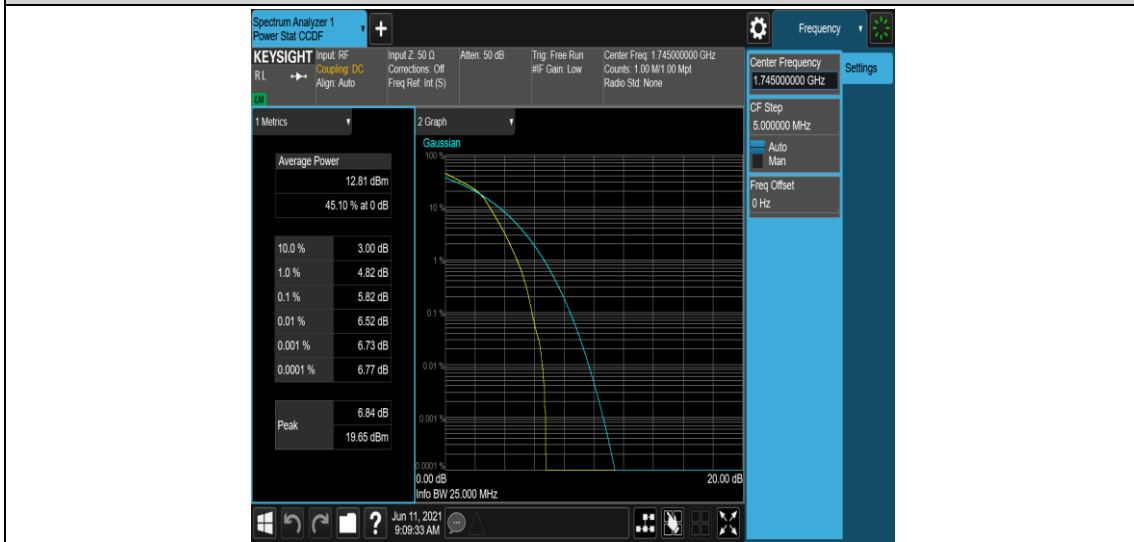 Spectrum Analyzer 1
Power Stat CCDF
+
Frequency
KEYSIGHT
RL
Input: RF
Coupling: DC
Align: Auto
Input Z: 50 Ω
Corrections: Off
Freq Ref: Int (S)
Atten: 50 dB
Trig: Free Run
#IF Gain: Low
Center Freq: 1.745000000 GHz
Counts: 1.00 M/1.00 Mpt
Radio Std: None
Center Frequency
1.745000000 GHz
Settings
CF Step
5.000000 MHz
Auto
Man
Freq Offset
0 Hz
1 Metrics
Average Power
12.81 dBm
45.10 % at 0 dB
10.0 % 3.00 dB
1.0 % 4.82 dB
0.1 % 5.82 dB
0.01 % 6.52 dB
0.001 % 6.73 dB
0.0001 % 6.77 dB
Peak
6.84 dB
19.65 dBm
2 Graph
Gaussian
100 %
10 %
1 %
0.1 %
0.01 %
0.001 %
0.0001 %
0.00 dB
20.00 dB
Info BW 25.000 MHz
?
Jun 11, 2021
9:09:33 AM